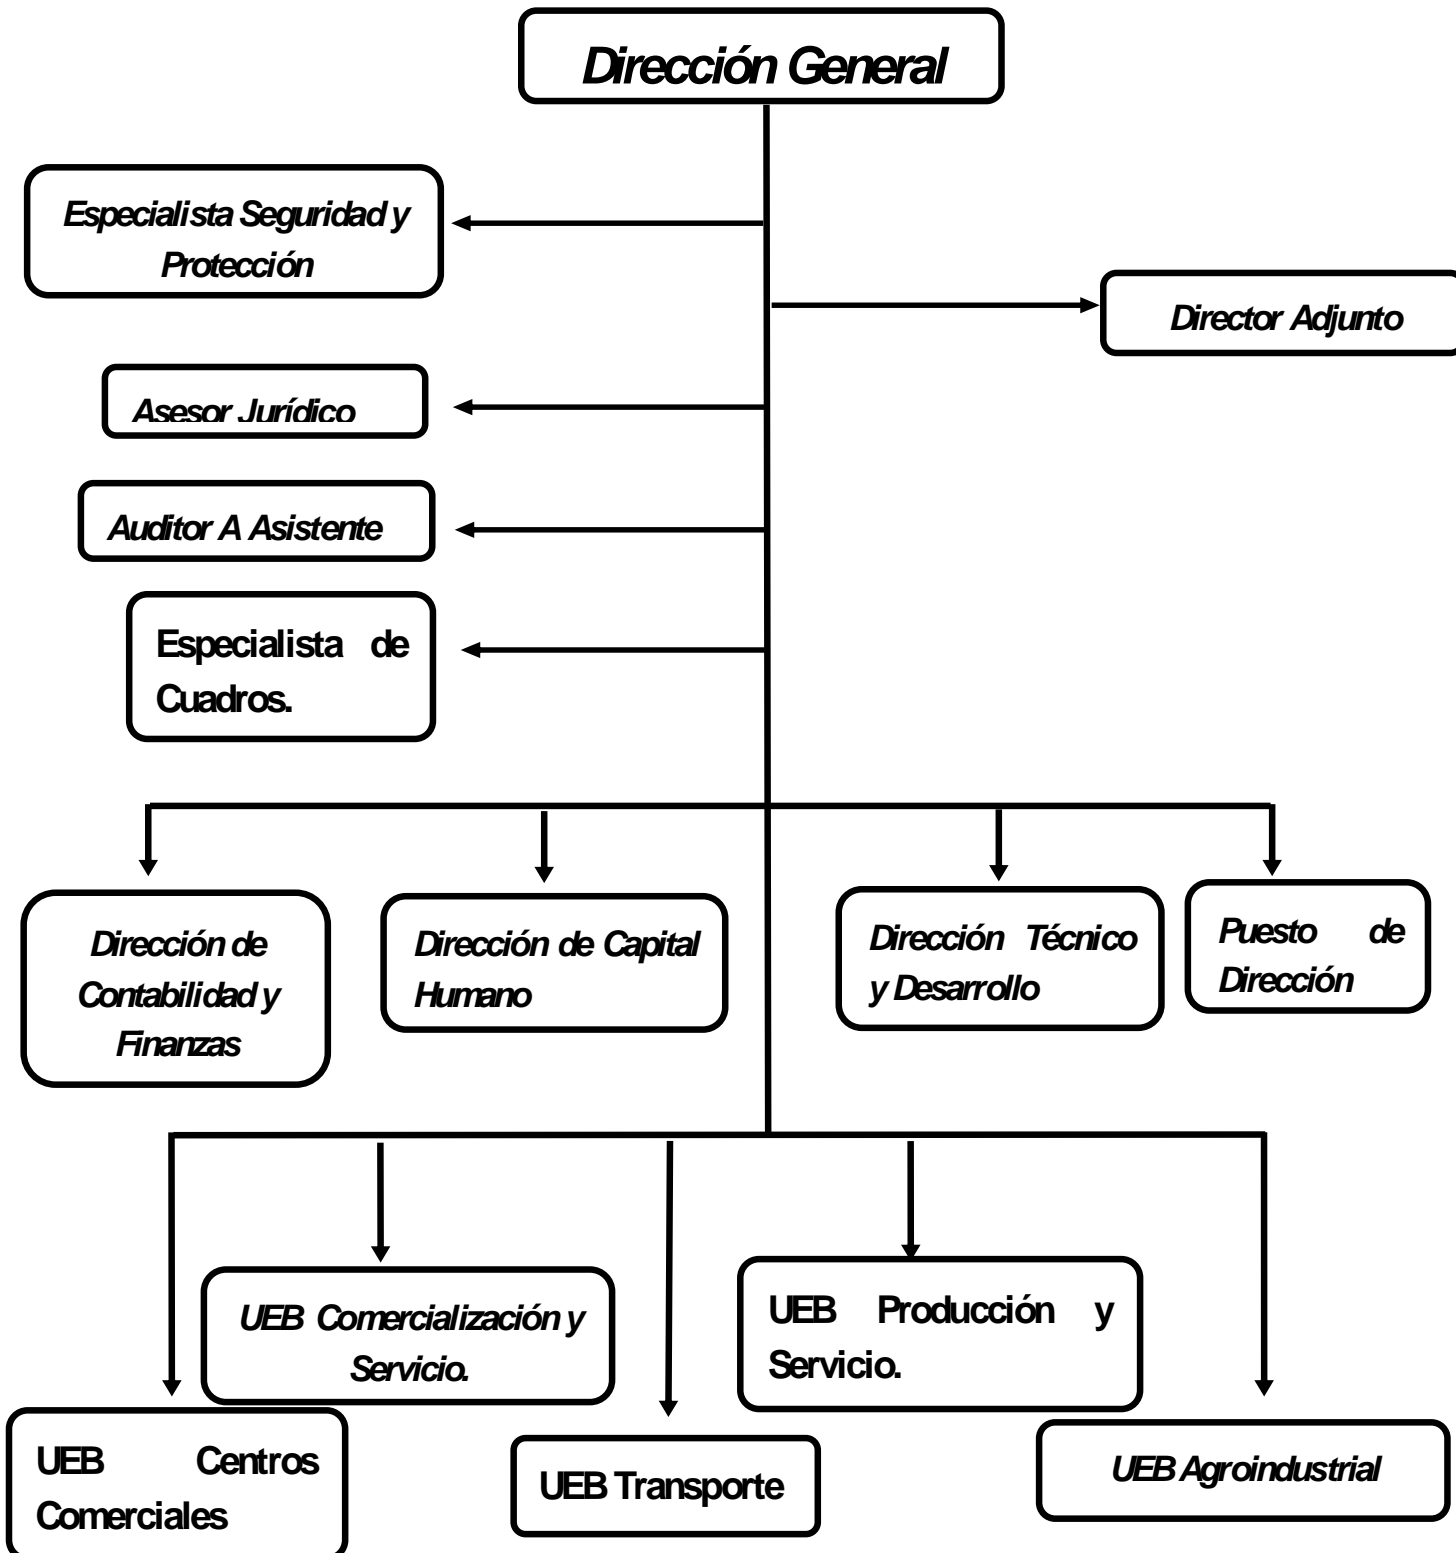 Dirección General
Especialista Seguridad y
Protección
Director Adjunto
Asesor Jurídico
Auditor A Asistente
Especialista de
Cuadros.
Dirección de
Contabilidad y
Finanzas
Dirección de Capital
Humano
Dirección Técnico
y Desarrollo
Puesto de
Dirección
UEB Comercialización y
Servicio.
UEB Producción y
Servicio.
UEB Centros
Comerciales
UEB Transporte
UEB Agroindustrial